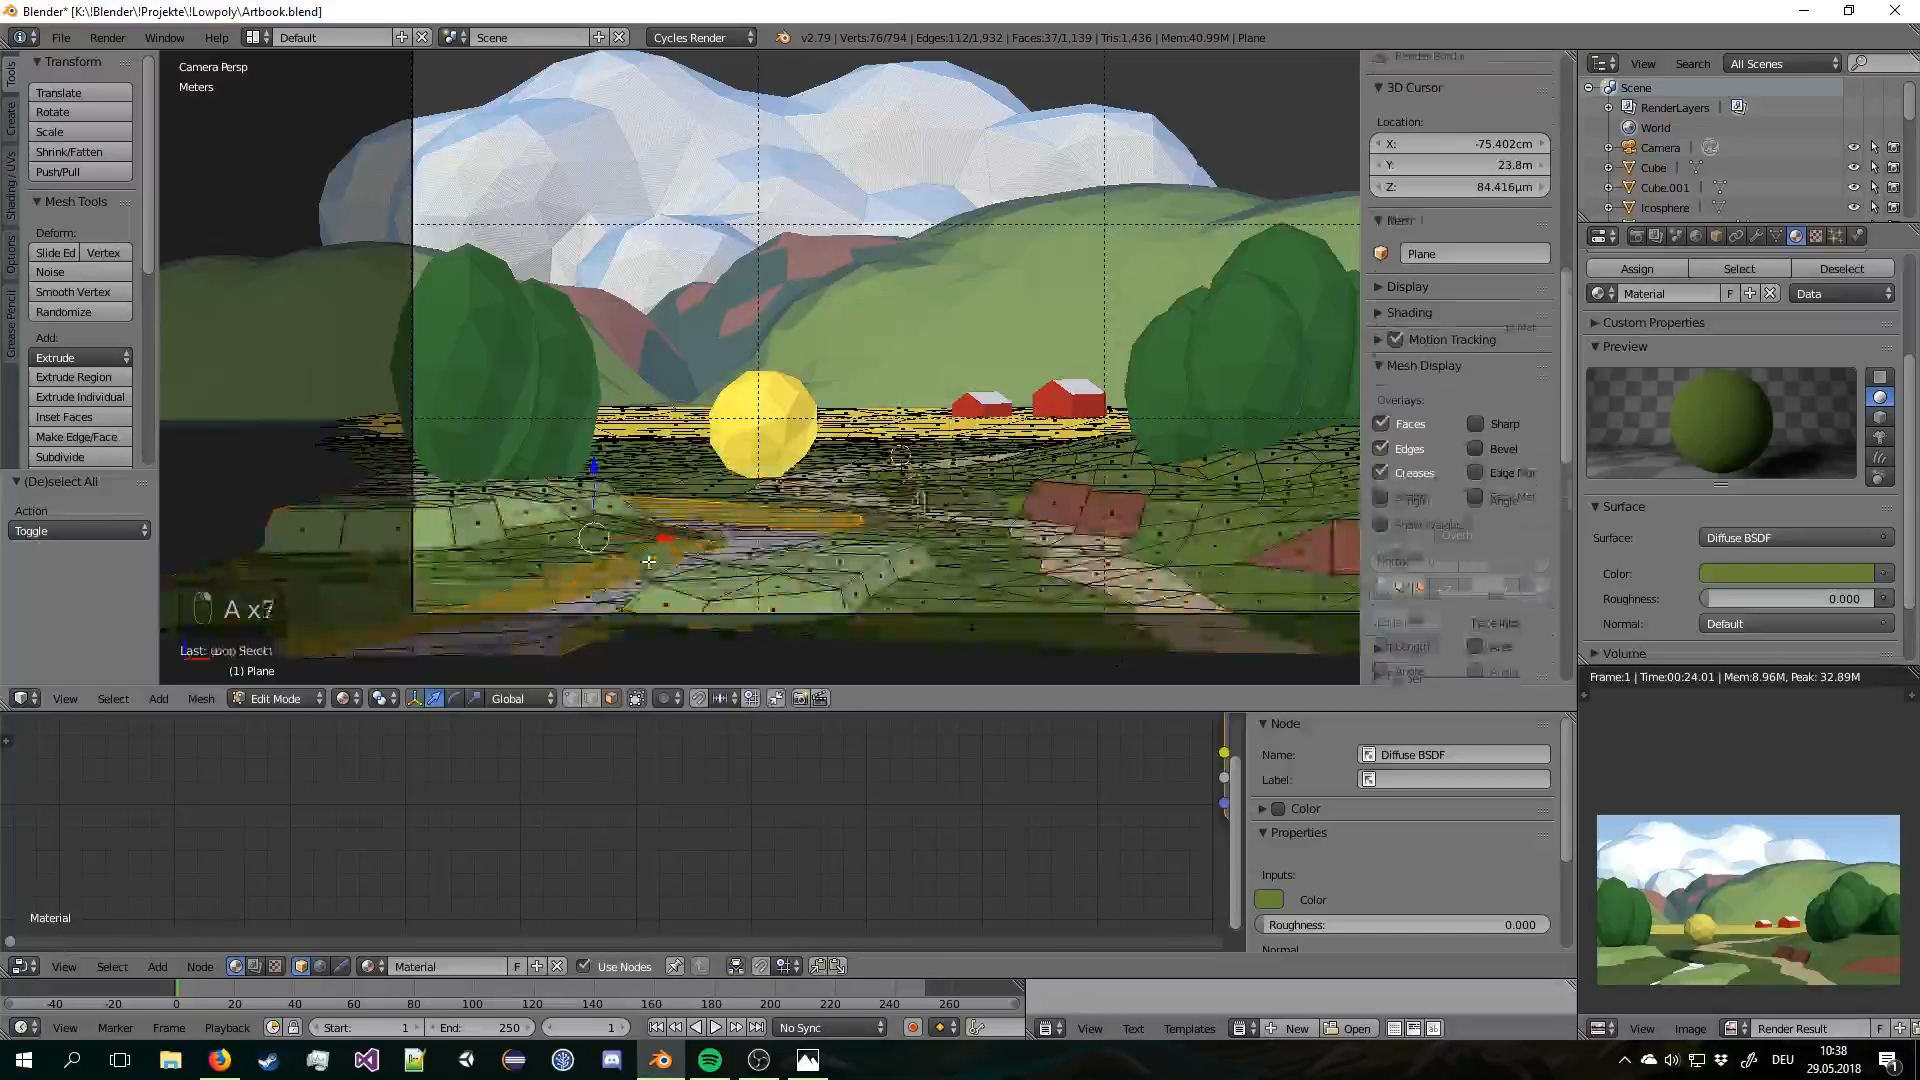 Blender* [K:\!Blender\!Projekte\!Lowpoly\Artbook.blend]
File Render Window Help Default Scene Cycles Render v2.79 | Verts:76/794 | Edges:112/1,932 | Faces:37/1,139 | Tris:1,436 | Mem:40.99M | Plane
Tools
Create
Shading / UVs
Options
Grease Pencil
Transform
Translate
Rotate
Scale
Shrink/Fatten
Push/Pull
Mesh Tools
Deform:
Slide Ed Vertex
Noise
Smooth Vertex
Randomize
Add:
Extrude
Extrude Region
Extrude Individual
Inset Faces
Make Edge/Face
Subdivide
(De)select All
Action
Toggle
Camera Persp
Meters
A x7
(1) Plane
3D Cursor
Location:
X: -75.402cm
Y: 23.8m
Z: 84.416µm
Item
Plane
Display
Shading
Motion Tracking
Mesh Display
Overlays:
Faces Sharp
Edges Bevel
Creases
View Search All Scenes
Scene
RenderLayers
World
Camera
Cube
Cube.001
Icosphere
Assign Select Deselect
Material F Data
Custom Properties
Preview
Surface
Surface: Diffuse BSDF
Color:
Roughness: 0.000
Normal: Default
Volume
View Select Add Mesh Edit Mode Global
Frame:1 | Time:00:24.01 | Mem:8.96M, Peak: 32.89M
Material
Node
Name: Diffuse BSDF
Label:
Color
Properties
Inputs:
Color
Roughness: 0.000
Normal
View Select Add Node Material F Use Nodes
-40 -20 0 20 40 60 80 100 120 140 160 180 200 220 240 260
View Marker Frame Playback Start: 1 End: 250 1 No Sync
View Text Templates New Open
View Image Render Result F
DEU
10:38
29.05.2018
1